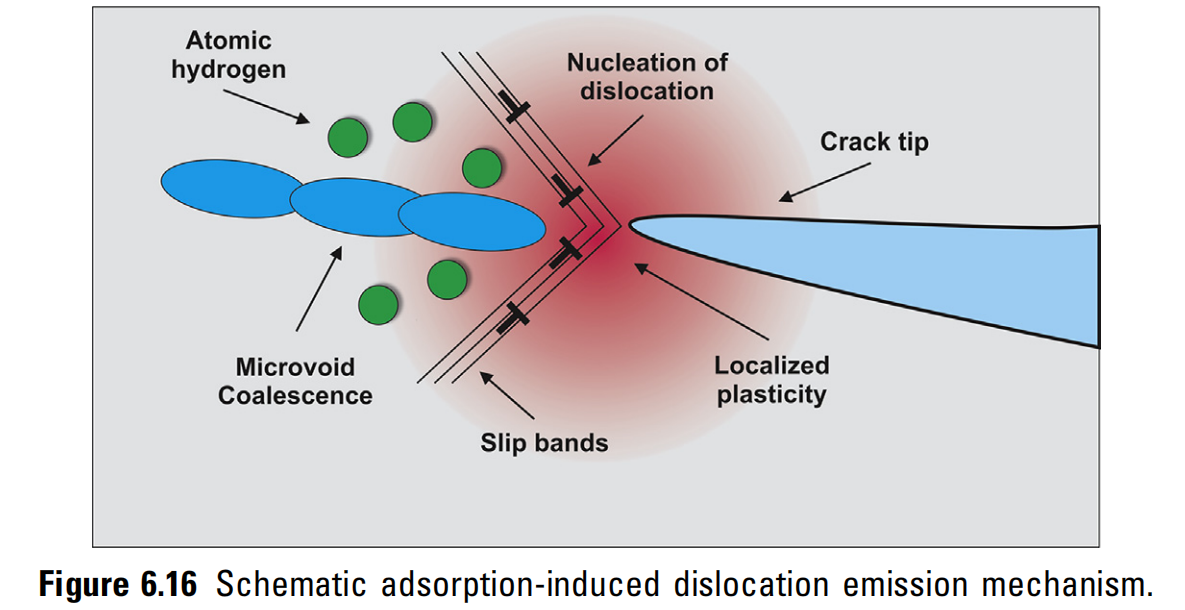 Atomic
hydrogen
Nucleation of
dislocation
Crack tip
Microvoid
Coalescence
Localized
plasticity
Slip bands
Figure 6.16 Schematic adsorption-induced dislocation emission mechanism.